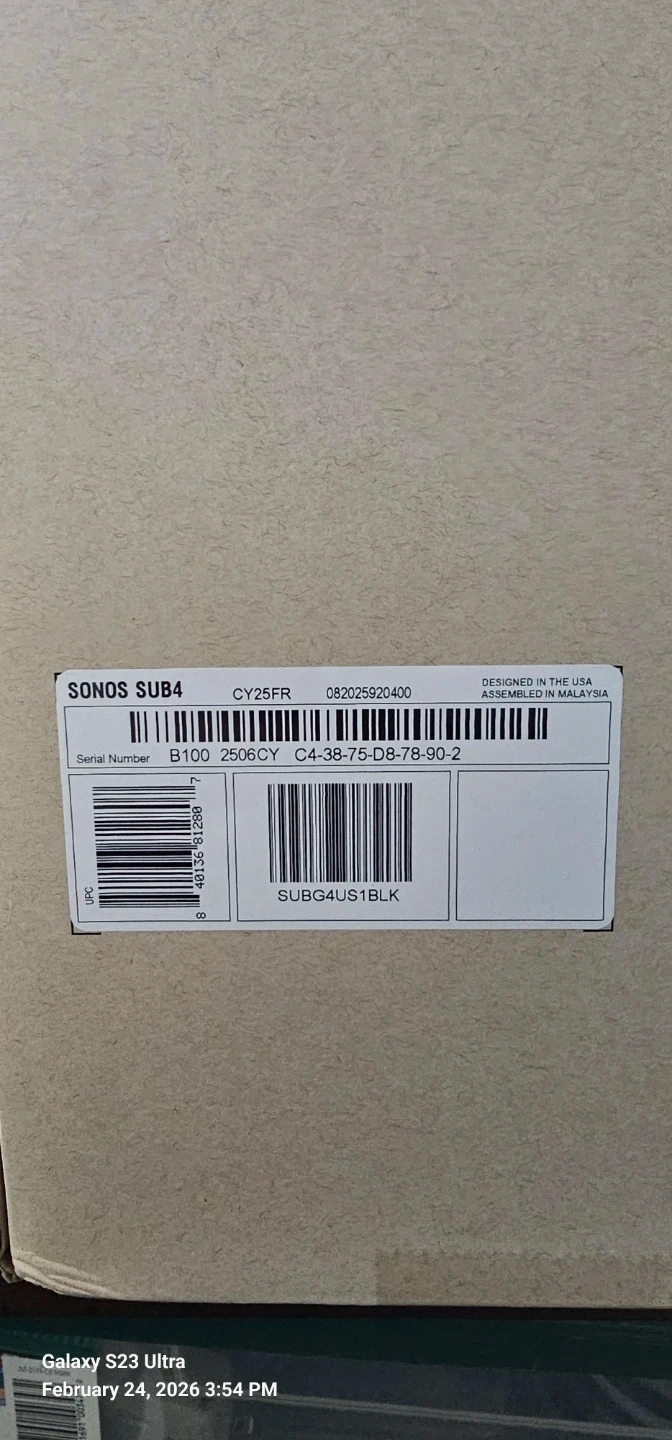 SONOS SUB4 CY25FR 082025920400 DESIGNED IN THE USA
ASSEMBLED IN MALAYSIA
Serial Number B100 2506CY C4-38-75-D8-78-90-2
UPC 8 40136 81280 7
SUBG4US1BLK
Galaxy S23 Ultra
February 24, 2026 3:54 PM